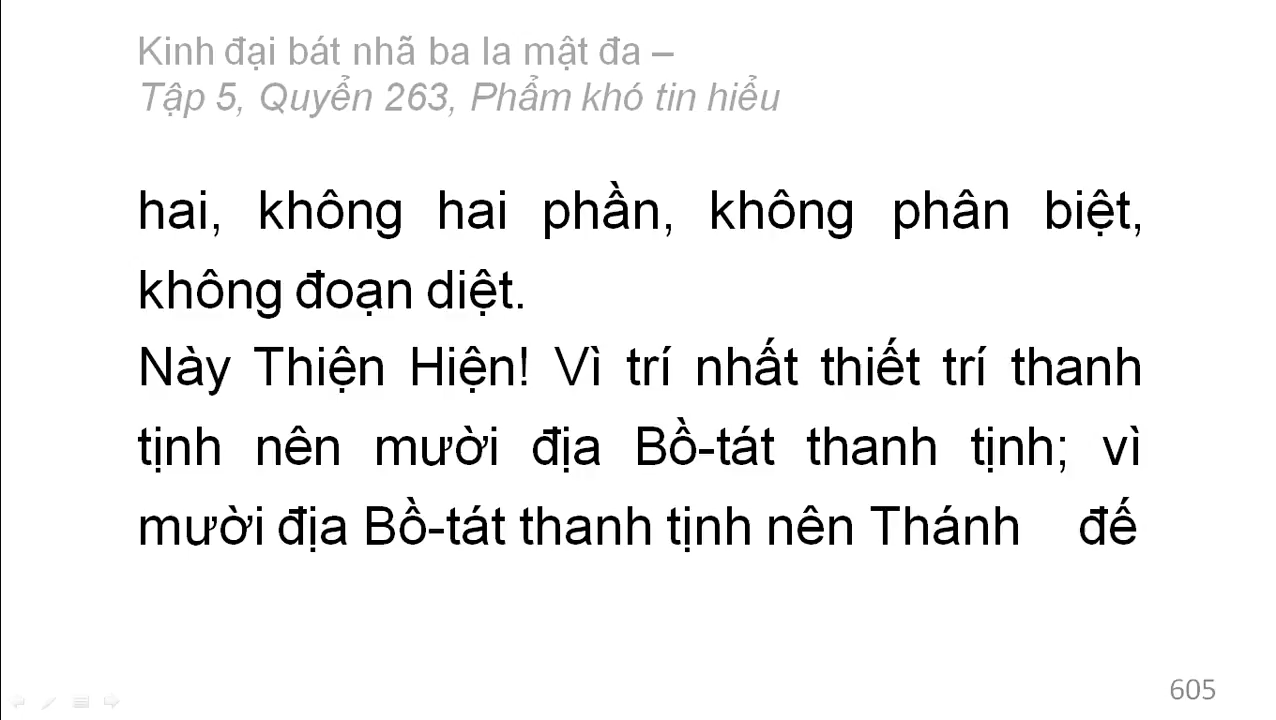 Kinh đại bát nhã ba la mật đa –
Tập 5, Quyển 263, Phẩm khó tin hiểu
hai, không hai phần, không phân biệt,
không đoạn diệt.
Này Thiện Hiện! Vì trí nhất thiết trí thanh
tịnh nên mười địa Bồ-tát thanh tịnh; vì
mười địa Bồ-tát thanh tịnh nên Thánh đế
605